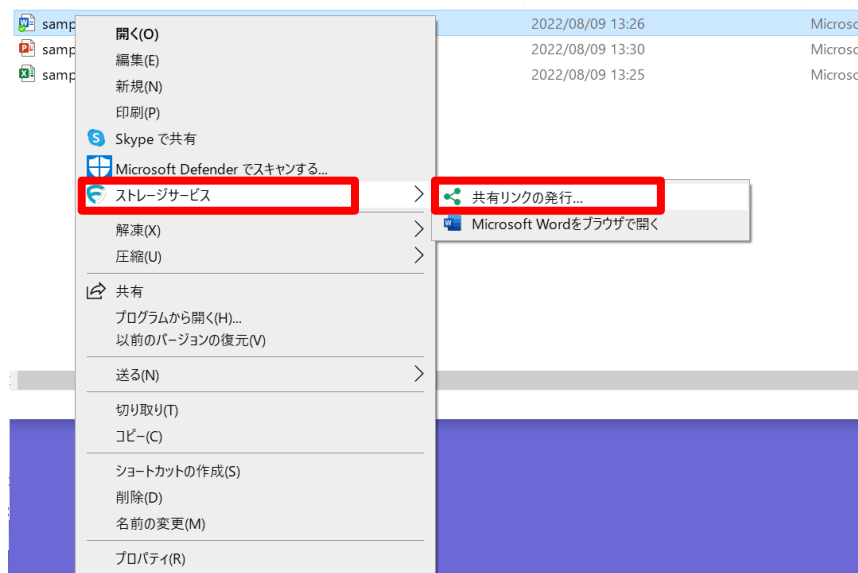 samp 2022/08/09 13:26 Microso
samp 2022/08/09 13:30 Microso
samp 2022/08/09 13:25 Microso
開く(O)
編集(E)
新規(N)
印刷(P)
Skype で共有
Microsoft Defender でスキャンする...
ストレージサービス
共有リンクの発行...
Microsoft Wordをブラウザで開く
解凍(X)
圧縮(U)
共有
プログラムから開く(H)...
以前のバージョンの復元(V)
送る(N)
切り取り(T)
コピー(C)
ショートカットの作成(S)
削除(D)
名前の変更(M)
プロパティ(R)